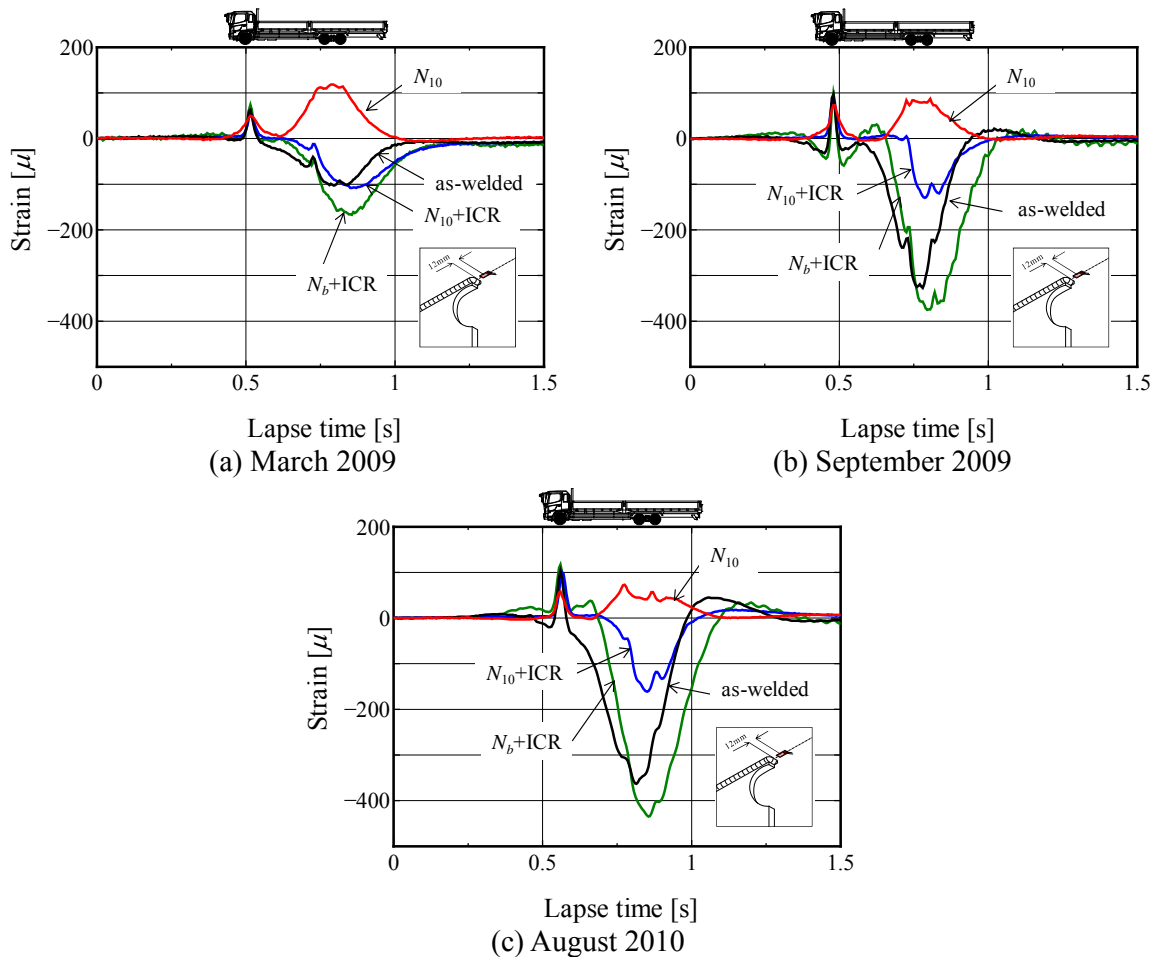 200
100
0
−200
−400
Strain [μ]
N10
as-welded
N10+ICR
Nb+ICR
12mm
0
0.5
1
1.5
Lapse time [s]
(a) March 2009
200
0
−200
−400
Strain [μ]
N10
N10+ICR
as-welded
Nb+ICR
12mm
0
0.5
1
1.5
Lapse time [s]
(b) September 2009
200
0
−200
−400
Strain [μ]
N10
N10+ICR
as-welded
Nb+ICR
12mm
0
0.5
1
1.5
Lapse time [s]
(c) August 2010